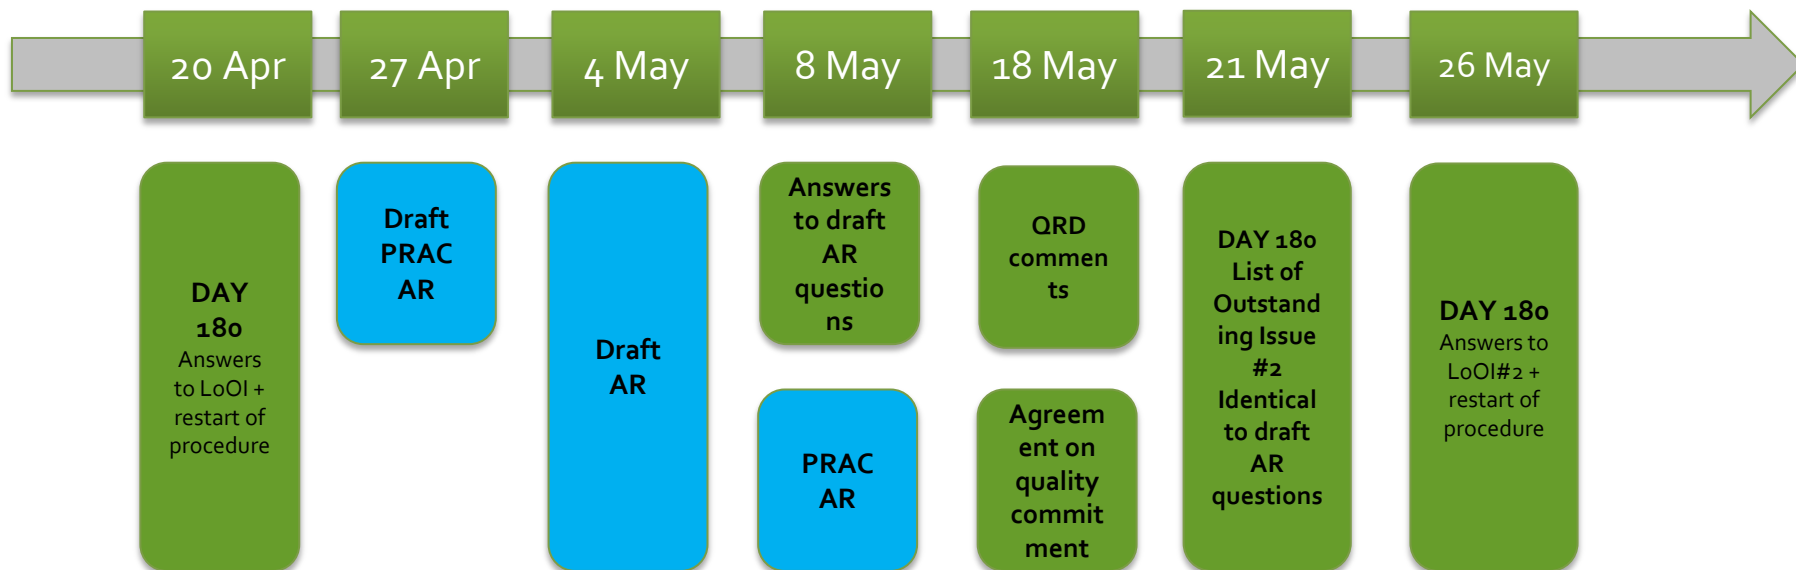 20 Apr
27 Apr
4 May
8 May
18 May
21 May
26 May
DAY
180
Answers
to LoOI +
restart of
procedure
Draft
PRAC
AR
Draft
AR
Answers
to draft
AR
questio
ns
PRAC
AR
QRD
commen
ts
Agreem
ent on
quality
commit
ment
DAY 180
List of
Outstand
ing Issue
#2
Identical
to draft
AR
questions
DAY 180
Answers to
LoOI#2 +
restart of
procedure